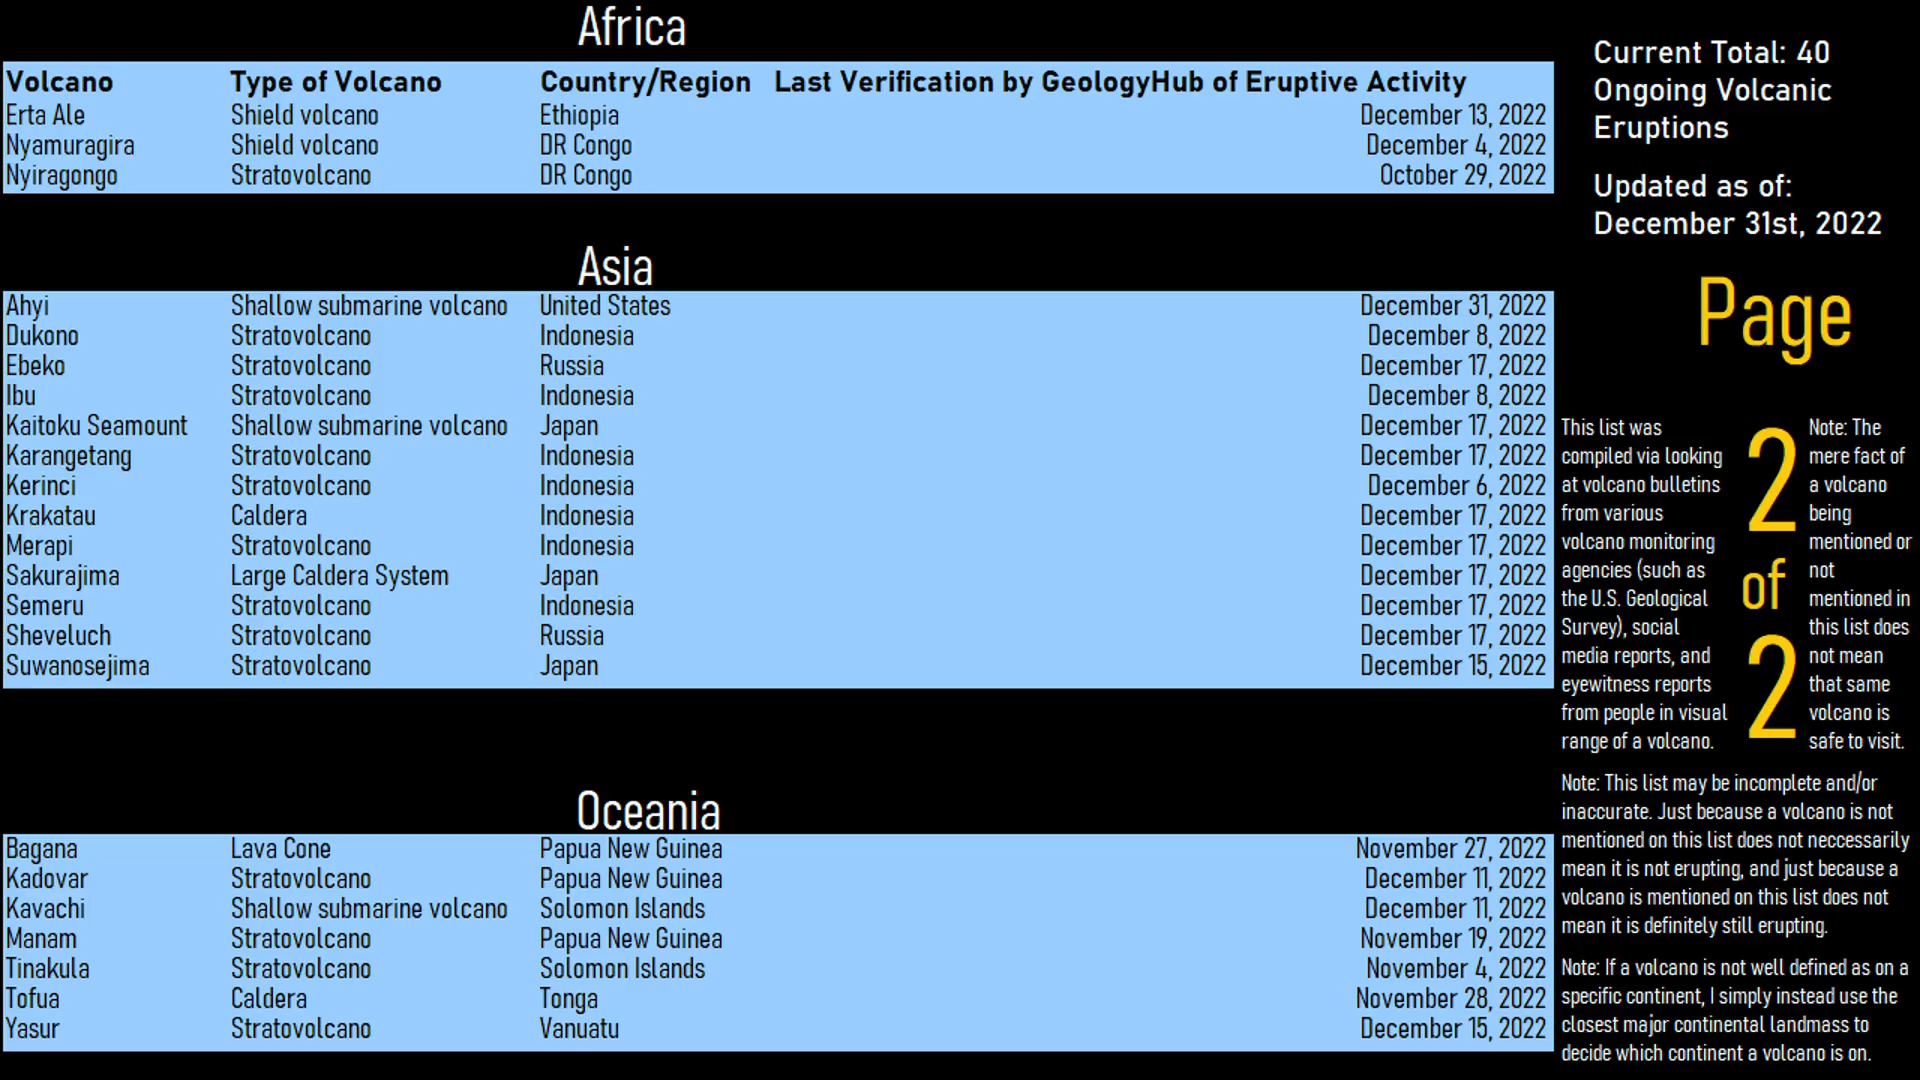 Africa
Volcano Type of Volcano Country/Region Last Verification by GeologyHub of Eruptive Activity
Erta Ale Shield volcano Ethiopia December 13, 2022
Nyamuragira Shield volcano DR Congo December 4, 2022
Nyiragongo Stratovolcano DR Congo October 29, 2022
Asia
Ahyi Shallow submarine volcano United States December 31, 2022
Dukono Stratovolcano Indonesia December 8, 2022
Ebeko Stratovolcano Russia December 17, 2022
Ibu Stratovolcano Indonesia December 8, 2022
Kaitoku Seamount Shallow submarine volcano Japan December 17, 2022
Karangetang Stratovolcano Indonesia December 17, 2022
Kerinci Stratovolcano Indonesia December 6, 2022
Krakatau Caldera Indonesia December 17, 2022
Merapi Stratovolcano Indonesia December 17, 2022
Sakurajima Large Caldera System Japan December 17, 2022
Semeru Stratovolcano Indonesia December 17, 2022
Sheveluch Stratovolcano Russia December 17, 2022
Suwanosejima Stratovolcano Japan December 15, 2022
Oceania
Bagana Lava Cone Papua New Guinea November 27, 2022
Kadovar Stratovolcano Papua New Guinea December 11, 2022
Kavachi Shallow submarine volcano Solomon Islands December 11, 2022
Manam Stratovolcano Papua New Guinea November 19, 2022
Tinakula Stratovolcano Solomon Islands November 4, 2022
Tofua Caldera Tonga November 28, 2022
Yasur Stratovolcano Vanuatu December 15, 2022
Current Total: 40
Ongoing Volcanic
Eruptions
Updated as of:
December 31st, 2022
Page
2
of
2
This list was
compiled via looking
at volcano bulletins
from various
volcano monitoring
agencies (such as
the U.S. Geological
Survey), social
media reports, and
eyewitness reports
from people in visual
range of a volcano.
Note: The
mere fact of
a volcano
being
mentioned or
not
mentioned in
this list does
not mean
that same
volcano is
safe to visit.
Note: This list may be incomplete and/or
inaccurate. Just because a volcano is not
mentioned on this list does not neccessarily
mean it is not erupting, and just because a
volcano is mentioned on this list does not
mean it is definitely still erupting.
Note: If a volcano is not well defined as on a
specific continent, I simply instead use the
closest major continental landmass to
decide which continent a volcano is on.